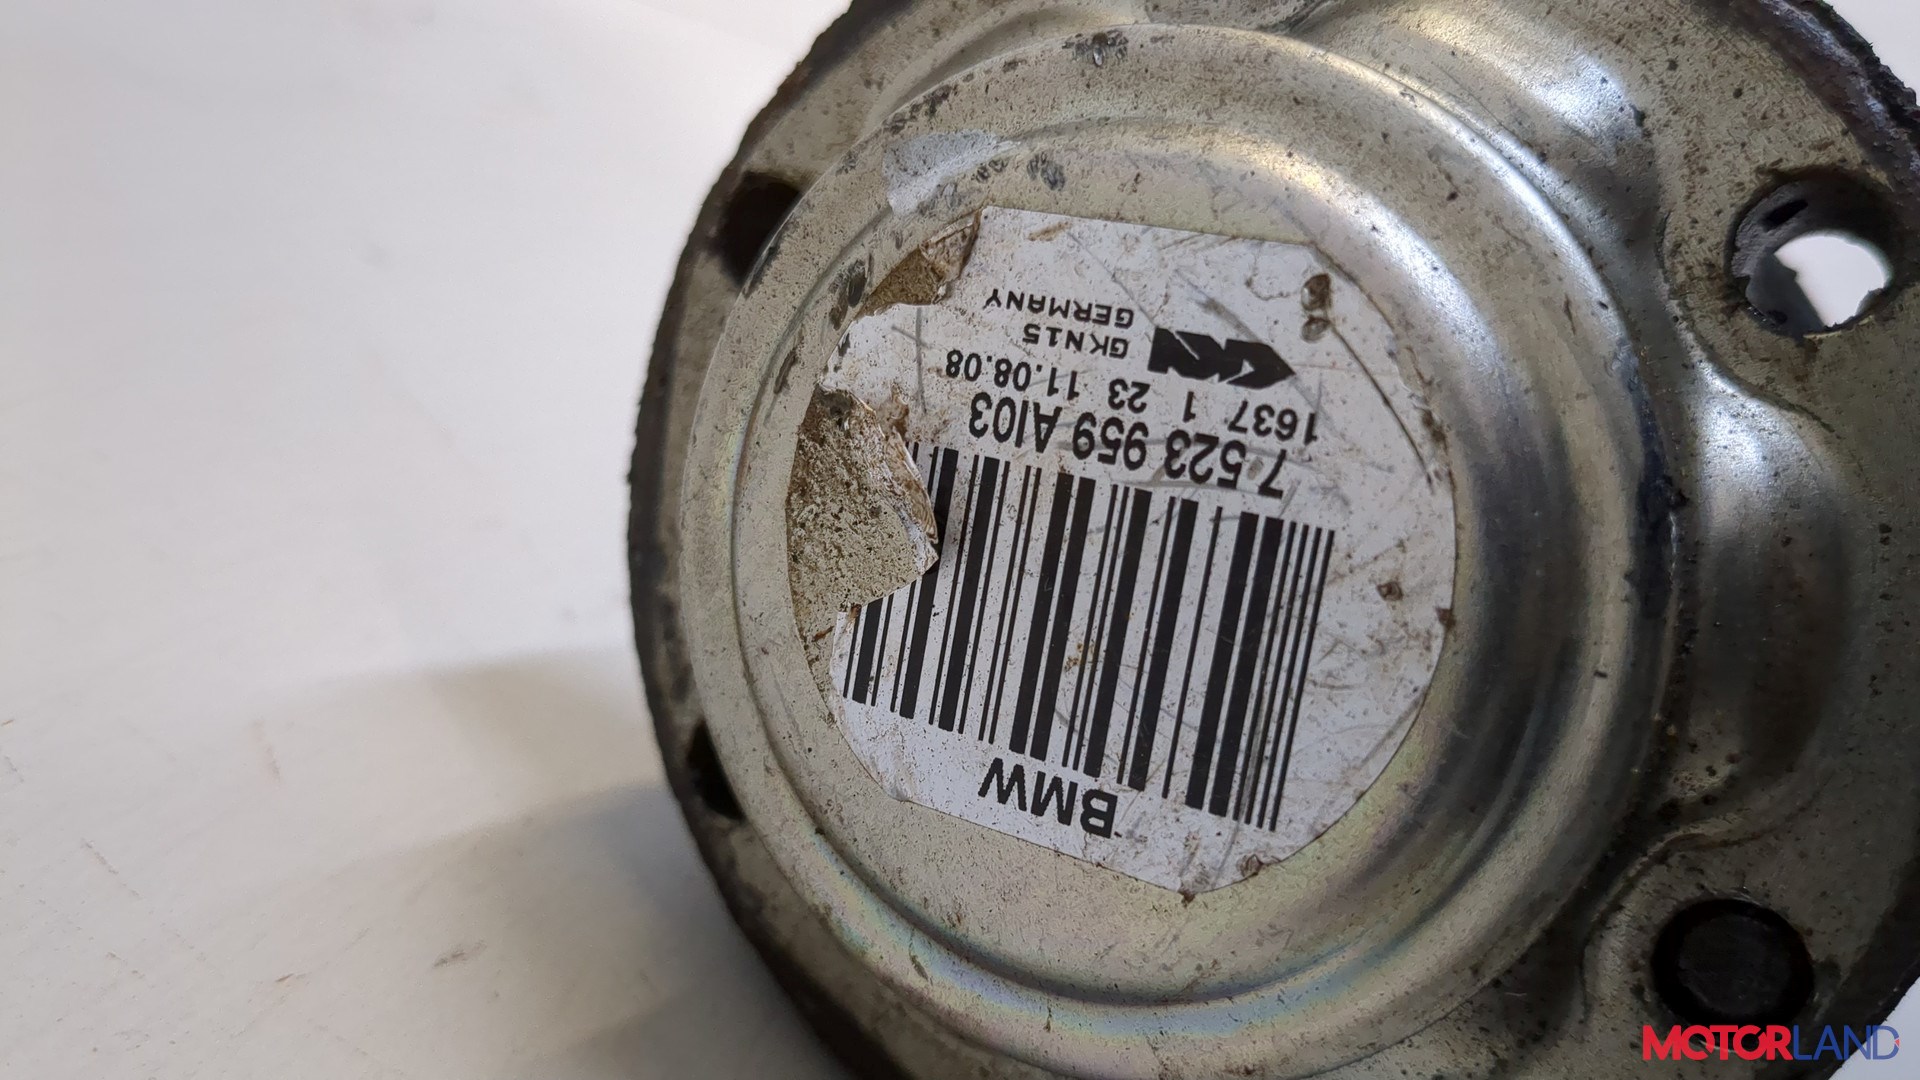 BMW
7 523 959 AI03
1637 1 23 11.08.08
GKN GKN15
GERMANY
MOTORLAND